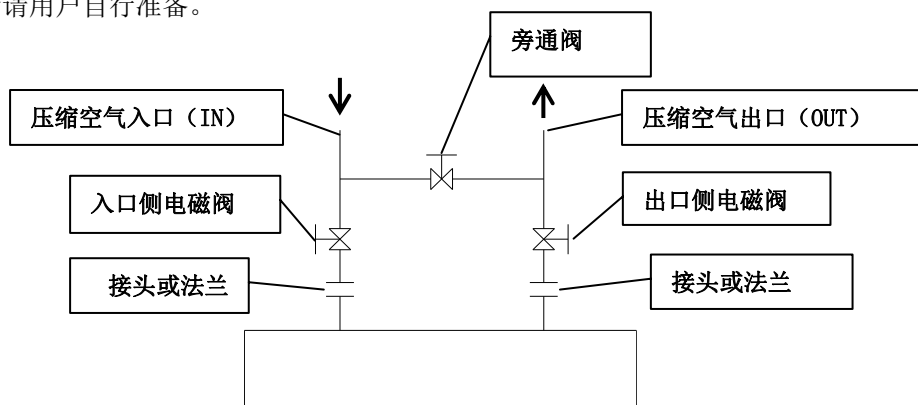 请用户自行准备。
旁通阀
压缩空气入口（IN）
压缩空气出口（OUT）
入口侧电磁阀
出口侧电磁阀
接头或法兰
接头或法兰